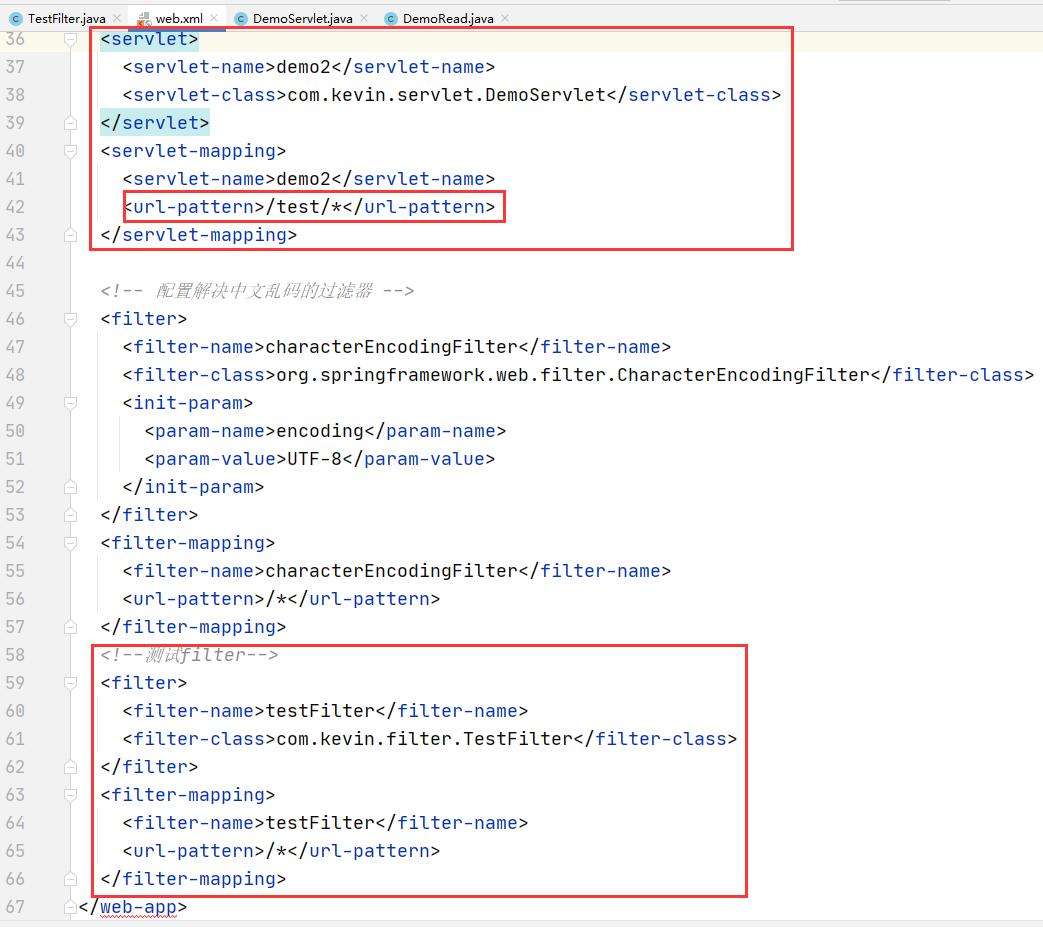 TestFilter.java web.xml DemoServlet.java DemoRead.java
36 <servlet>
37 <servlet-name>demo2</servlet-name>
38 <servlet-class>com.kevin.servlet.DemoServlet</servlet-class>
39 </servlet>
40 <servlet-mapping>
41 <servlet-name>demo2</servlet-name>
42 <url-pattern>/test/*</url-pattern>
43 </servlet-mapping>
44
45 <!-- 配置解决中文乱码的过滤器 -->
46 <filter>
47 <filter-name>characterEncodingFilter</filter-name>
48 <filter-class>org.springframework.web.filter.CharacterEncodingFilter</filter-class>
49 <init-param>
50 <param-name>encoding</param-name>
51 <param-value>UTF-8</param-value>
52 </init-param>
53 </filter>
54 <filter-mapping>
55 <filter-name>characterEncodingFilter</filter-name>
56 <url-pattern>/*</url-pattern>
57 </filter-mapping>
58 <!--测试filter-->
59 <filter>
60 <filter-name>testFilter</filter-name>
61 <filter-class>com.kevin.filter.TestFilter</filter-class>
62 </filter>
63 <filter-mapping>
64 <filter-name>testFilter</filter-name>
65 <url-pattern>/*</url-pattern>
66 </filter-mapping>
67 </web-app>